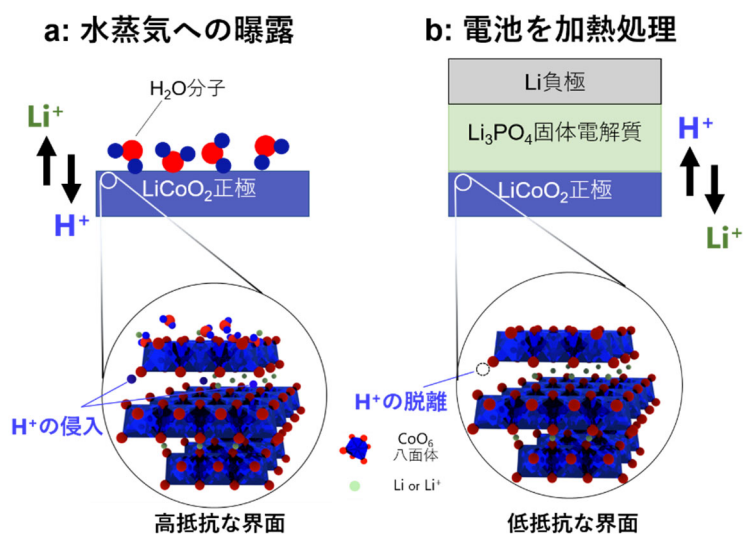 a: 水蒸気への曝露
H₂O分子
Li⁺
H⁺
LiCoO₂正極
H⁺の侵入
高抵抗な界面
CoO₆
八面体
Li or Li⁺
b: 電池を加熱処理
Li負極
Li₃PO₄固体電解質
LiCoO₂正極
H⁺
Li⁺
H⁺の脱離
低抵抗な界面